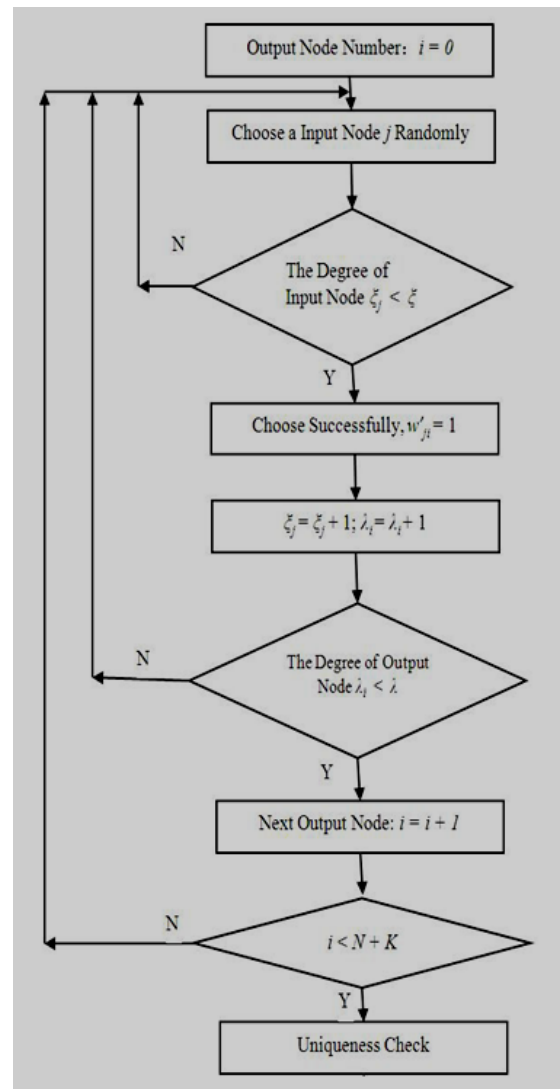 Output Node Number: i = 0
Choose a Input Node j Randomly
N
The Degree of
Input Node ξj < ξ
Y
Choose Successfully, w'ji = 1
ξj = ξj + 1; λi = λi + 1
N
The Degree of Output
Node λi < λ
Y
Next Output Node: i = i + 1
N
i < N + K
Y
Uniqueness Check